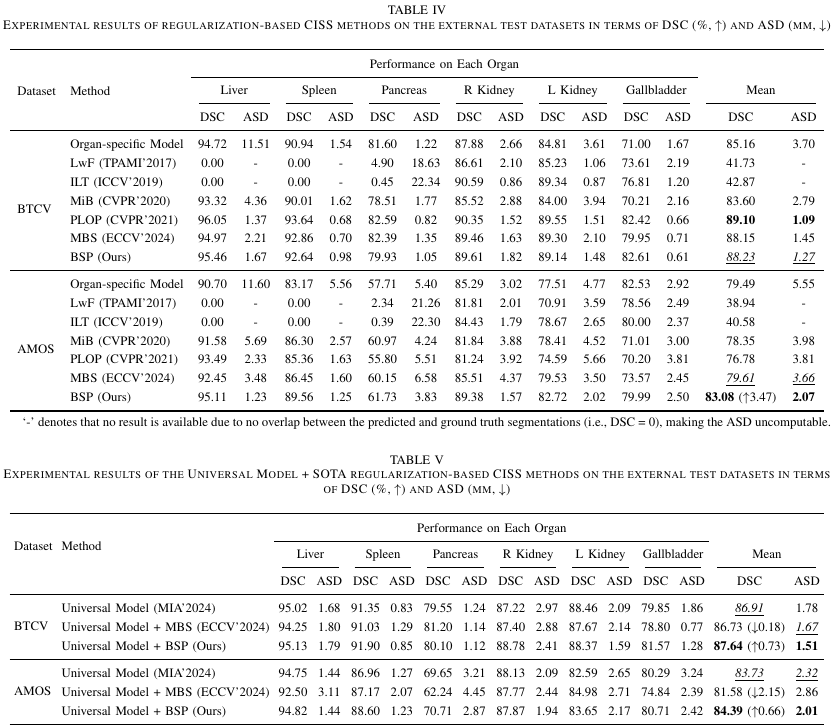 TABLE IV
EXPERIMENTAL RESULTS OF REGULARIZATION-BASED CISS METHODS ON THE EXTERNAL TEST DATASETS IN TERMS OF DSC (%, ↑) AND ASD (MM, ↓)
Performance on Each Organ
Dataset Method Liver Spleen Pancreas R Kidney L Kidney Gallbladder Mean
DSC ASD DSC ASD DSC ASD DSC ASD DSC ASD DSC ASD DSC ASD
BTCV
Organ-specific Model 94.72 11.51 90.94 1.54 81.60 1.22 87.88 2.66 84.81 3.61 71.00 1.67 85.16 3.70
LwF (TPAMI'2017) 0.00 - 0.00 - 4.90 18.63 86.61 2.10 85.23 1.06 73.61 2.19 41.73 -
ILT (ICCV'2019) 0.00 - 0.00 - 0.45 22.34 90.59 0.86 89.34 0.87 76.81 1.20 42.87 -
MiB (CVPR'2020) 93.32 4.36 90.01 1.62 78.51 1.77 85.52 2.88 84.00 3.94 70.21 2.16 83.60 2.79
PLOP (CVPR'2021) 96.05 1.37 93.64 0.68 82.59 0.82 90.35 1.52 89.55 1.51 82.42 0.66 89.10 1.09
MBS (ECCV'2024) 94.97 2.21 92.86 0.70 82.39 1.35 89.46 1.63 89.30 2.10 79.95 0.71 88.15 1.45
BSP (Ours) 95.46 1.67 92.64 0.98 79.93 1.05 89.61 1.82 89.14 1.48 82.61 0.61 88.23 1.27
AMOS
Organ-specific Model 90.70 11.60 83.17 5.56 57.71 5.40 85.29 3.02 77.51 4.77 82.53 2.92 79.49 5.55
LwF (TPAMI'2017) 0.00 - 0.00 - 2.34 21.26 81.81 2.01 70.91 3.59 78.56 2.49 38.94 -
ILT (ICCV'2019) 0.00 - 0.00 - 0.39 22.30 84.43 1.79 78.67 2.65 80.00 2.37 40.58 -
MiB (CVPR'2020) 91.58 5.69 86.30 2.57 60.97 4.24 81.84 3.88 78.41 4.52 71.01 3.00 78.35 3.98
PLOP (CVPR'2021) 93.49 2.33 85.36 1.63 55.80 5.51 81.24 3.92 74.59 5.66 70.20 3.81 76.78 3.81
MBS (ECCV'2024) 92.45 3.48 86.45 1.60 60.15 6.58 85.51 4.37 79.53 3.50 73.57 2.45 79.61 3.66
BSP (Ours) 95.11 1.23 89.56 1.25 61.73 3.83 89.38 1.57 82.72 2.02 79.99 2.50 83.08 (↑3.47) 2.07
'-' denotes that no result is available due to no overlap between the predicted and ground truth segmentations (i.e., DSC = 0), making the ASD uncomputable.
TABLE V
EXPERIMENTAL RESULTS OF THE UNIVERSAL MODEL + SOTA REGULARIZATION-BASED CISS METHODS ON THE EXTERNAL TEST DATASETS IN TERMS
OF DSC (%, ↑) AND ASD (MM, ↓)
Performance on Each Organ
Dataset Method Liver Spleen Pancreas R Kidney L Kidney Gallbladder Mean
DSC ASD DSC ASD DSC ASD DSC ASD DSC ASD DSC ASD DSC ASD
BTCV
Universal Model (MIA'2024) 95.02 1.68 91.35 0.83 79.55 1.24 87.22 2.97 88.46 2.09 79.85 1.86 86.91 1.78
Universal Model + MBS (ECCV'2024) 94.25 1.80 91.03 1.29 81.20 1.14 87.40 2.88 87.67 2.14 78.80 0.77 86.73 (↓0.18) 1.67
Universal Model + BSP (Ours) 95.13 1.79 91.90 0.85 80.10 1.12 88.78 2.41 88.37 1.59 81.57 1.28 87.64 (↑0.73) 1.51
AMOS
Universal Model (MIA'2024) 94.75 1.44 86.96 1.27 69.65 3.21 88.13 2.09 82.59 2.65 80.29 3.24 83.73 2.32
Universal Model + MBS (ECCV'2024) 92.50 3.11 87.17 2.07 62.24 4.45 87.77 2.44 84.98 2.71 74.84 2.39 81.58 (↓2.15) 2.86
Universal Model + BSP (Ours) 94.82 1.44 88.60 1.23 70.71 2.87 87.87 1.94 83.65 2.17 80.71 2.42 84.39 (↑0.66) 2.01